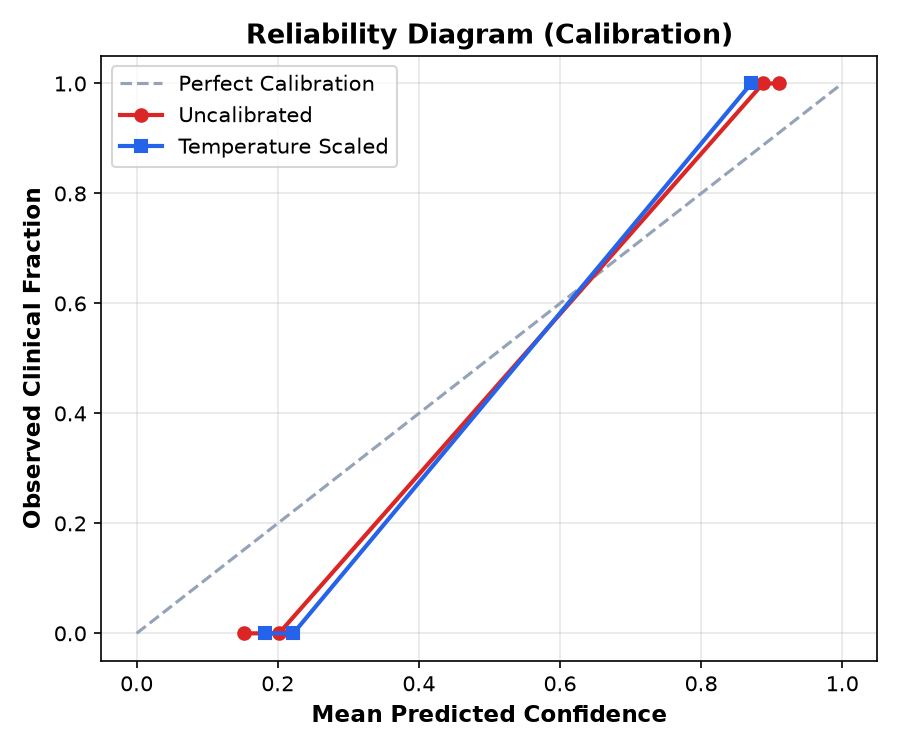 Reliability Diagram (Calibration)
Perfect Calibration
Uncalibrated
Temperature Scaled
Observed Clinical Fraction
1.0
0.8
0.6
0.4
0.2
0.0
0.0 0.2 0.4 0.6 0.8 1.0
Mean Predicted Confidence